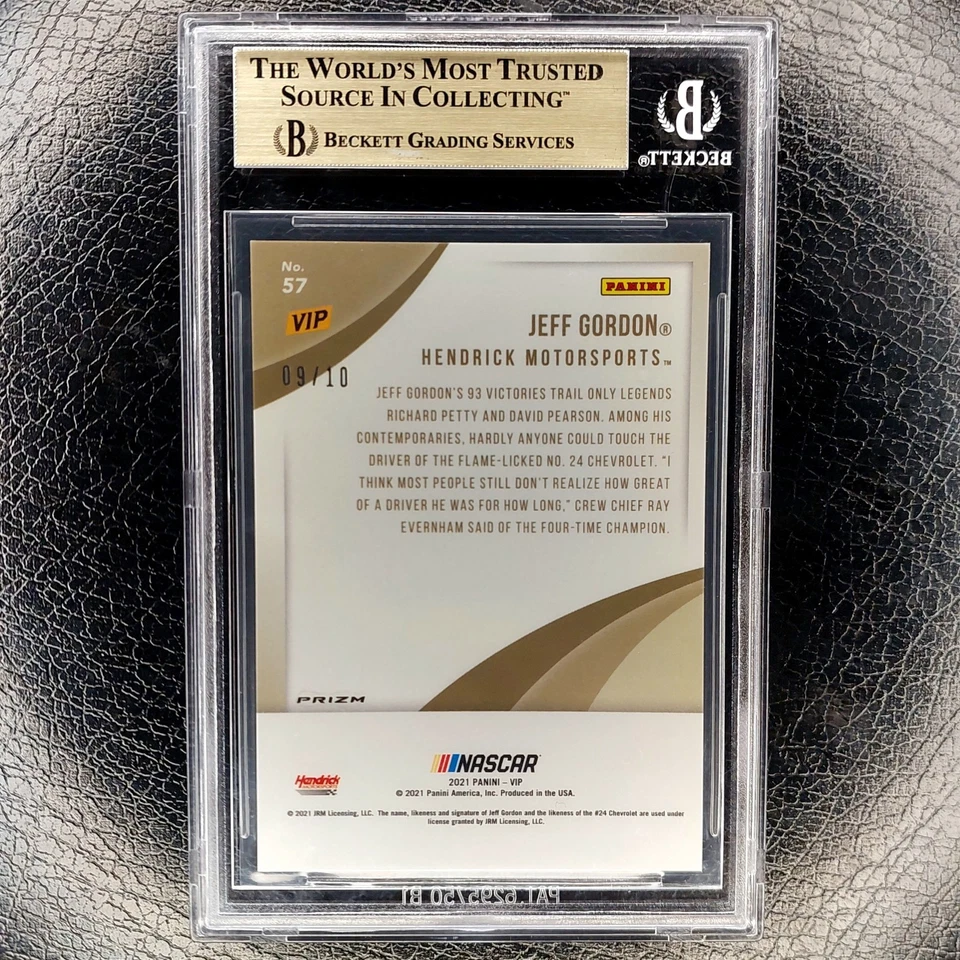 THE WORLD'S MOST TRUSTED
SOURCE IN COLLECTING™
B BECKETT GRADING SERVICES
B
BECKETT®
No.
57
PANINI
VIP
JEFF GORDON®
HENDRICK MOTORSPORTS™
09/10
JEFF GORDON'S 93 VICTORIES TRAIL ONLY LEGENDS
RICHARD PETTY AND DAVID PEARSON. AMONG HIS
CONTEMPORARIES, HARDLY ANYONE COULD TOUCH THE
DRIVER OF THE FLAME-LICKED NO. 24 CHEVROLET. "I
THINK MOST PEOPLE STILL DON'T REALIZE HOW GREAT
OF A DRIVER HE WAS FOR HOW LONG," CREW CHIEF RAY
EVERNHAM SAID OF THE FOUR-TIME CHAMPION.
PRIZM
NASCAR
Hendrick
2021 PANINI – VIP
© 2021 Panini America, Inc. Produced in the USA.
© 2021 JRM Licensing, LLC. The name, likeness and signature of Jeff Gordon and the likeness of the #24 Chevrolet are used under
license granted by JRM Licensing, LLC.
PAT. 6295750 B1